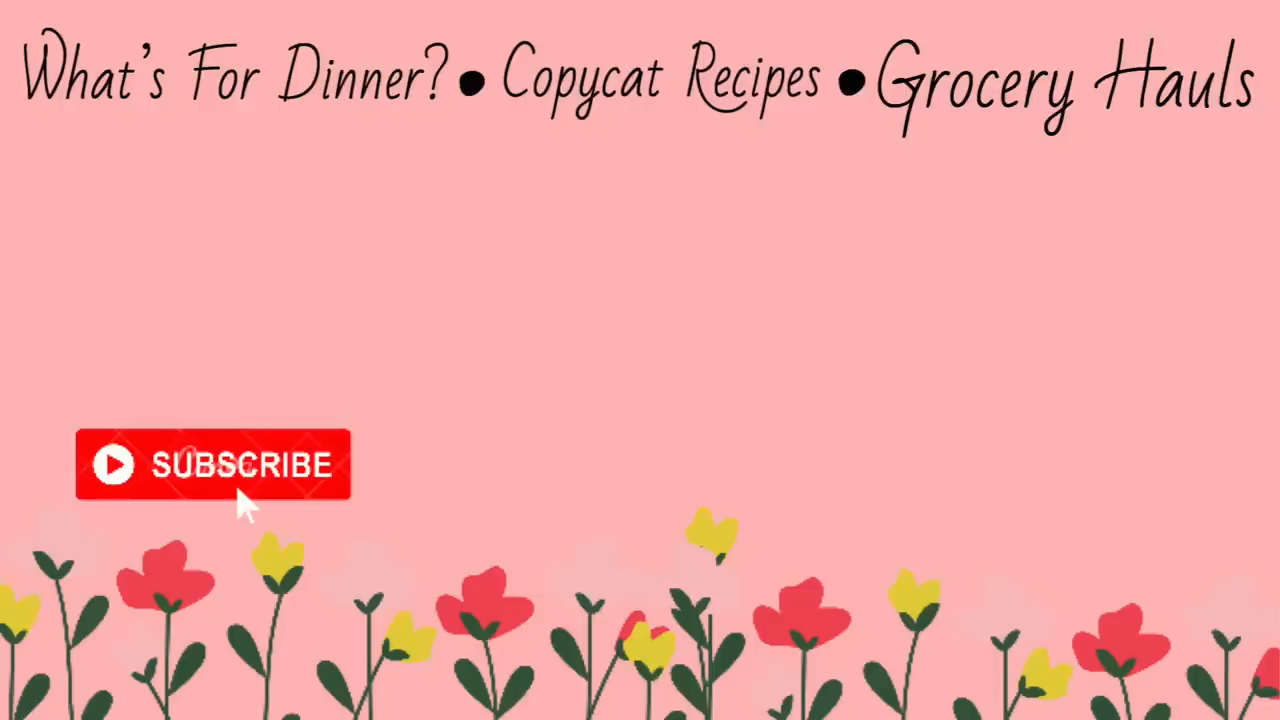 What's For Dinner? • Copycat Recipes • Grocery Hauls
SUBSCRIBE